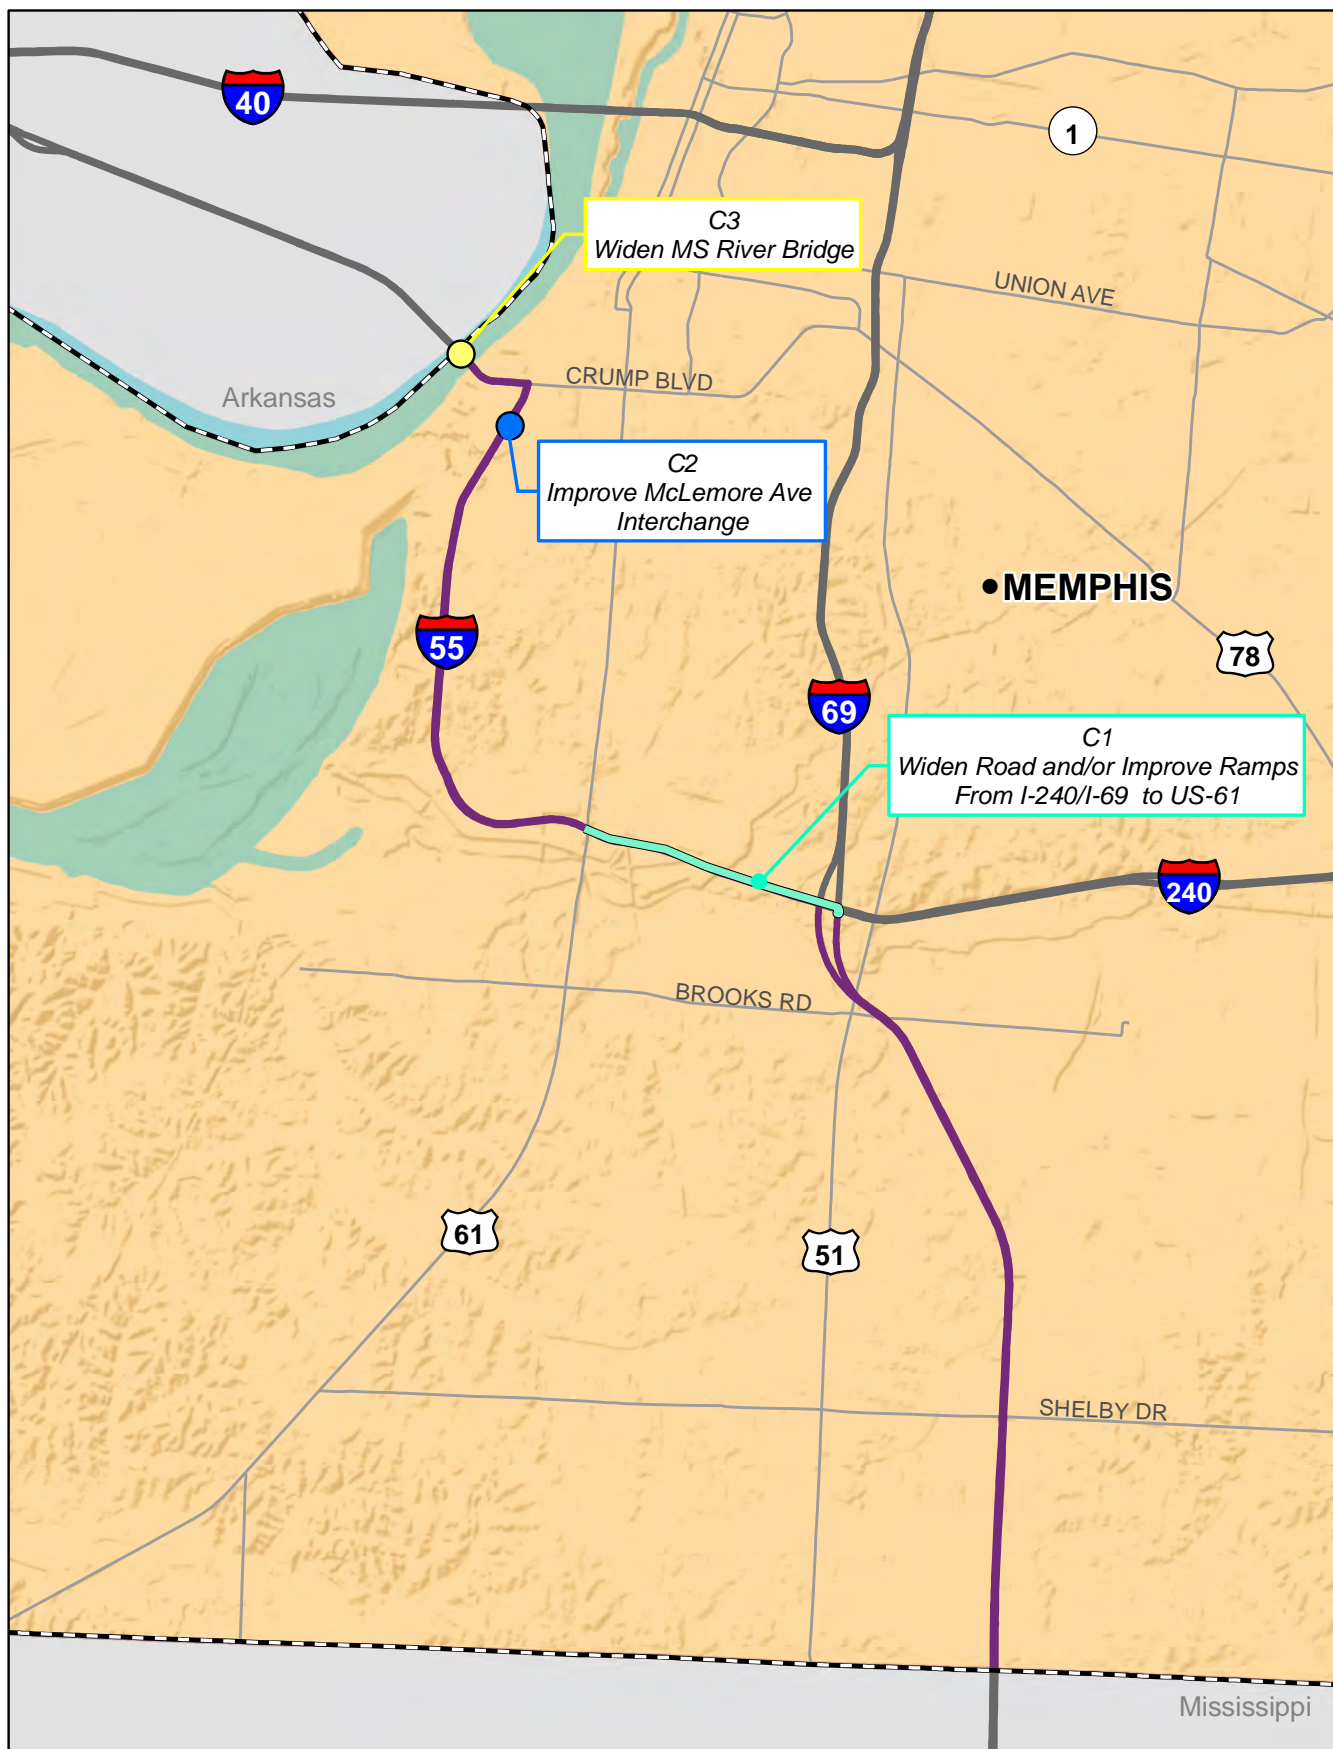 40
1
C3
Widen MS River Bridge
UNION AVE
CRUMP BLVD
Arkansas
C2
Improve McLemore Ave
Interchange
MEMPHIS
55
78
69
C1
Widen Road and/or Improve Ramps
From I-240/I-69 to US-61
240
BROOKS RD
61
51
SHELBY DR
Mississippi